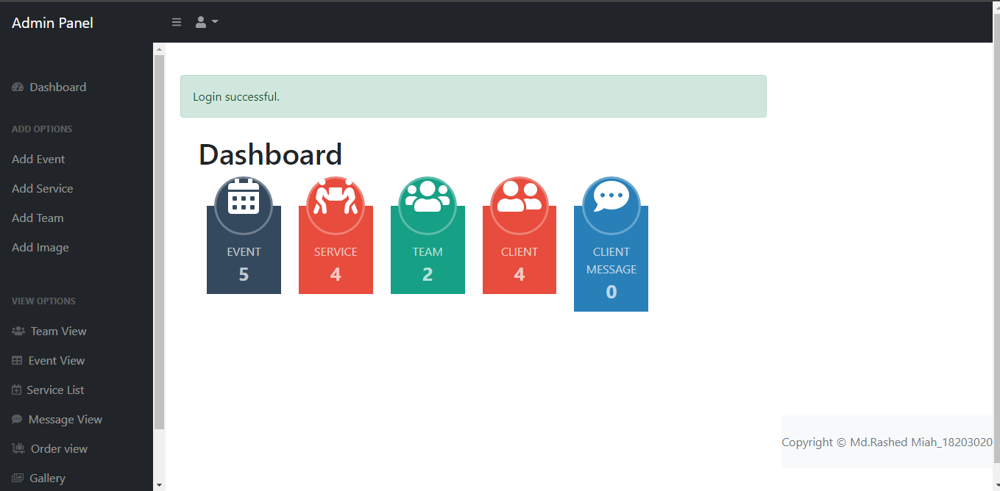 Admin Panel
Dashboard
ADD OPTIONS
Add Event
Add Service
Add Team
Add Image
VIEW OPTIONS
Team View
Event View
Service List
Message View
Order view
Gallery
Login successful.
Dashboard
EVENT
5
SERVICE
4
TEAM
2
CLIENT
4
CLIENT
MESSAGE
0
Copyright © Md.Rashed Miah_18203020